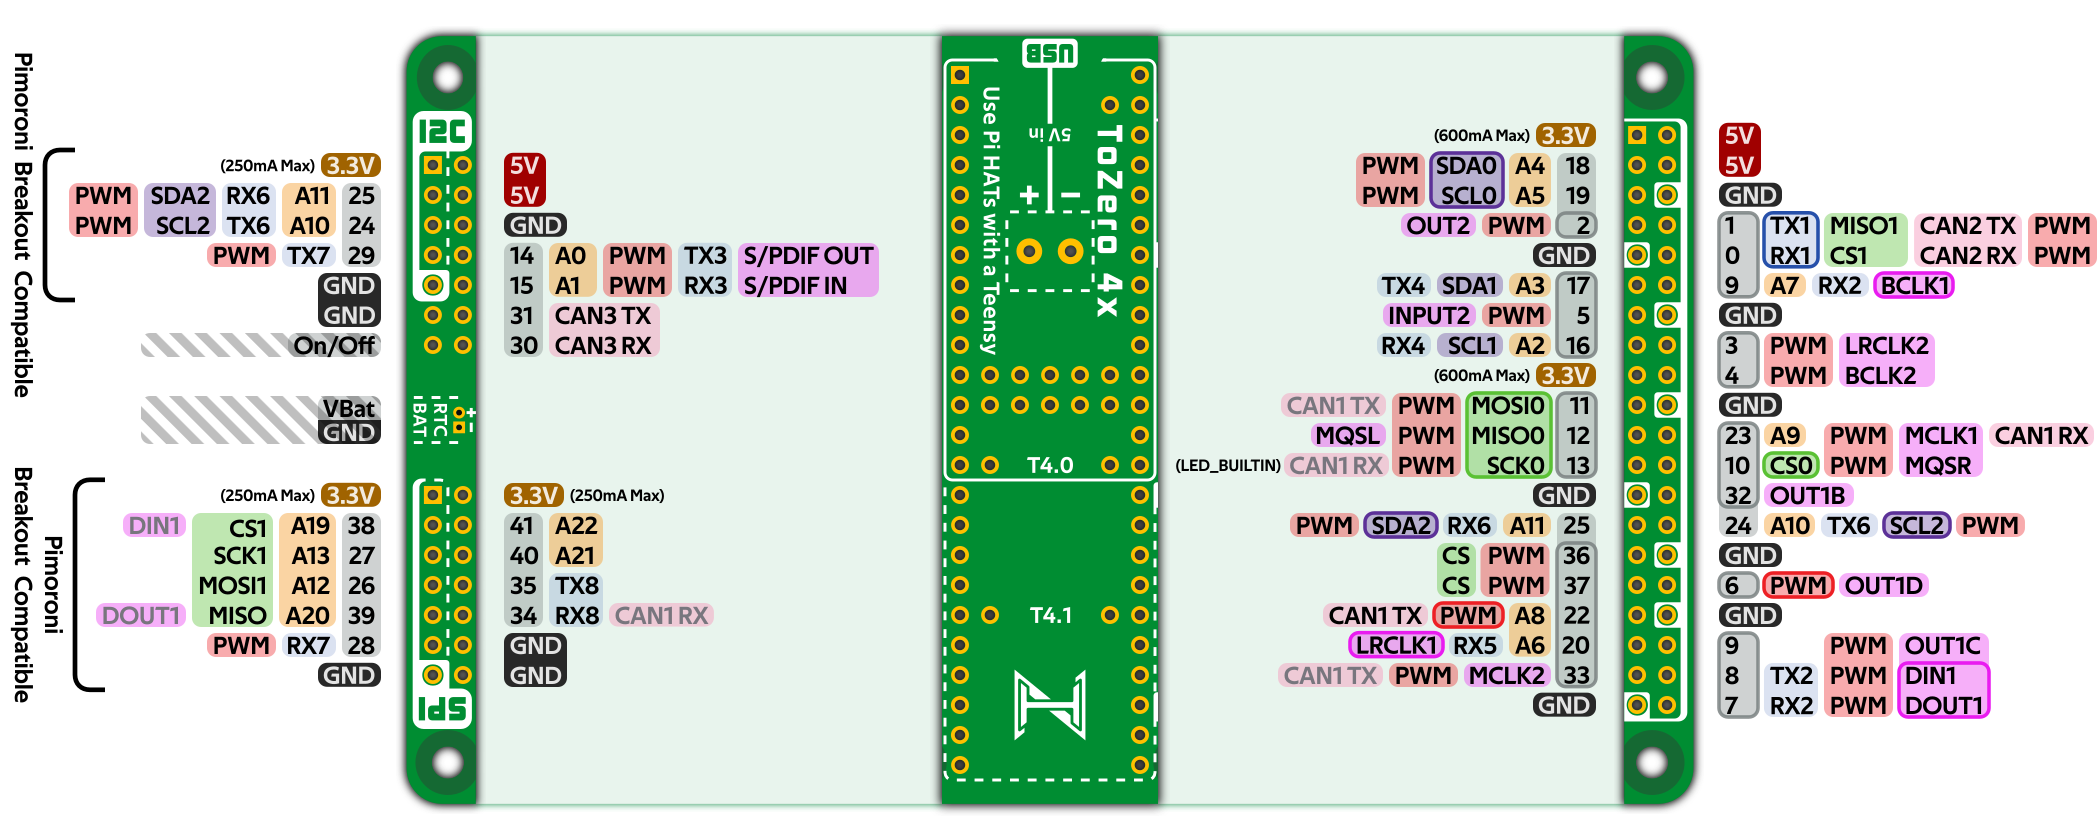 Pimoroni Breakout Compatible
(250mA Max) 3.3V
PWM SDA2 RX6 A11 25
PWM SCL2 TX6 A10 24
PWM TX7 29
GND
GND
On/Off
VBat
GND
Pimoroni
Breakout Compatible
(250mA Max) 3.3V
DIN1 CS1 A19 38
SCK1 A13 27
MOSI1 A12 26
DOUT1 MISO A20 39
PWM RX7 28
GND
I2C
RTC
BAT
+ -
SPI
5V
5V
GND
14 A0 PWM TX3 S/PDIF OUT
15 A1 PWM RX3 S/PDIF IN
31 CAN3 TX
30 CAN3 RX
3.3V (250mA Max)
41 A22
40 A21
35 TX8
34 RX8 CAN1 RX
GND
GND
USB
5V in
+ -
Use Pi HATs with a Teensy
ToZero 4x
T4.0
T4.1
(600mA Max) 3.3V
PWM SDA0 A4 18
PWM SCL0 A5 19
OUT2 PWM 2
GND
TX4 SDA1 A3 17
INPUT2 PWM 5
RX4 SCL1 A2 16
(600mA Max) 3.3V
CAN1 TX PWM MOSI0 11
MQSL PWM MISO0 12
(LED_BUILTIN) CAN1 RX PWM SCK0 13
GND
PWM SDA2 RX6 A11 25
CS PWM 36
CS PWM 37
CAN1 TX PWM A8 22
LRCLK1 RX5 A6 20
CAN1 TX PWM MCLK2 33
GND
5V
5V
GND
1 TX1 MISO1 CAN2 TX PWM
0 RX1 CS1 CAN2 RX PWM
9 A7 RX2 BCLK1
GND
3 PWM LRCLK2
4 PWM BCLK2
GND
23 A9 PWM MCLK1 CAN1 RX
10 CS0 PWM MQSR
32 OUT1B
24 A10 TX6 SCL2 PWM
GND
6 PWM OUT1D
GND
9 PWM OUT1C
8 TX2 PWM DIN1
7 RX2 PWM DOUT1